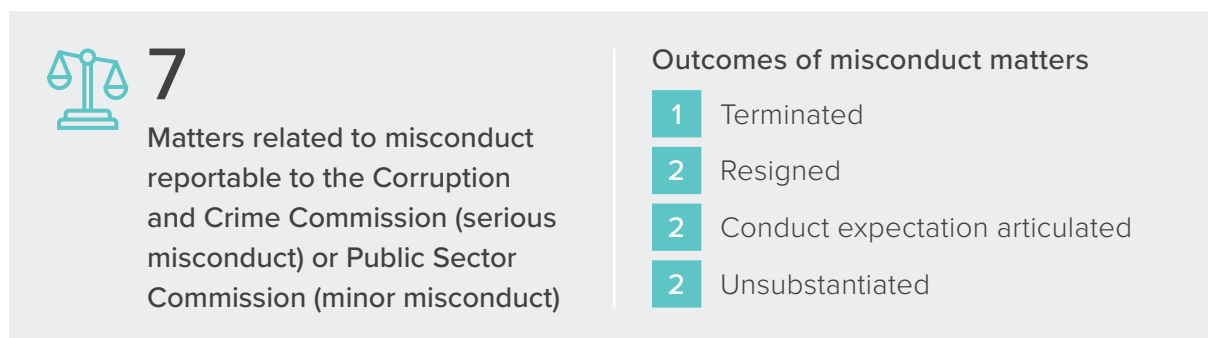 7
Matters related to misconduct
reportable to the Corruption
and Crime Commission (serious
misconduct) or Public Sector
Commission (minor misconduct)
Outcomes of misconduct matters
1 Terminated
2 Resigned
2 Conduct expectation articulated
2 Unsubstantiated